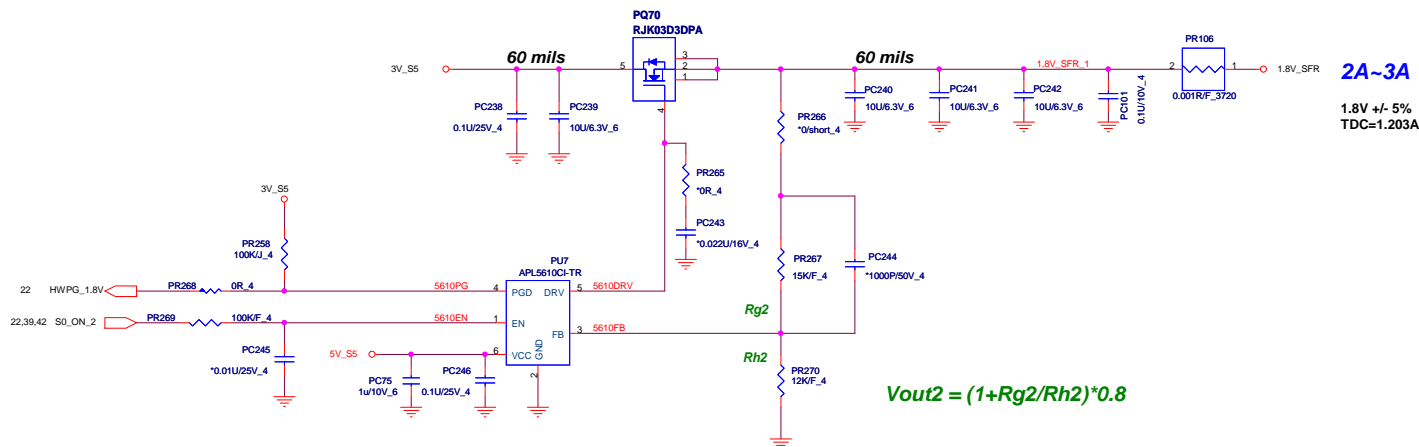 PQ70
RJK03D3DPA
60 mils
60 mils
3V_S5
5
3
2
1
4
1.8V_SFR_1
PR106
2
1
0.001R/F_3720
1.8V_SFR
2A~3A
1.8V +/- 5%
TDC=1.203A
PC238
0.1U/25V_4
PC239
10U/6.3V_6
PC240
10U/6.3V_6
PC241
10U/6.3V_6
PC242
10U/6.3V_6
PC101
0.1U/10V_4
PR266
*0/short_4
PR265
*0R_4
PC243
*0.022U/16V_4
3V_S5
PR258
100K/J_4
PU7
APL5610CI-TR
PR267
15K/F_4
PC244
*1000P/50V_4
22
HWPG_1.8V
PR268
0R_4
5610PG
4
PGD
DRV
5
5610DRV
22,39,42
S0_ON_2
PR269
100K/F_4
5610EN
1
EN
FB
3
5610FB
Rg2
PC245
*0.01U/25V_4
5V_S5
6
VCC
GND
2
PC75
1u/10V_6
PC246
0.1U/25V_4
Rh2
PR270
12K/F_4
Vout2 = (1+Rg2/Rh2)*0.8